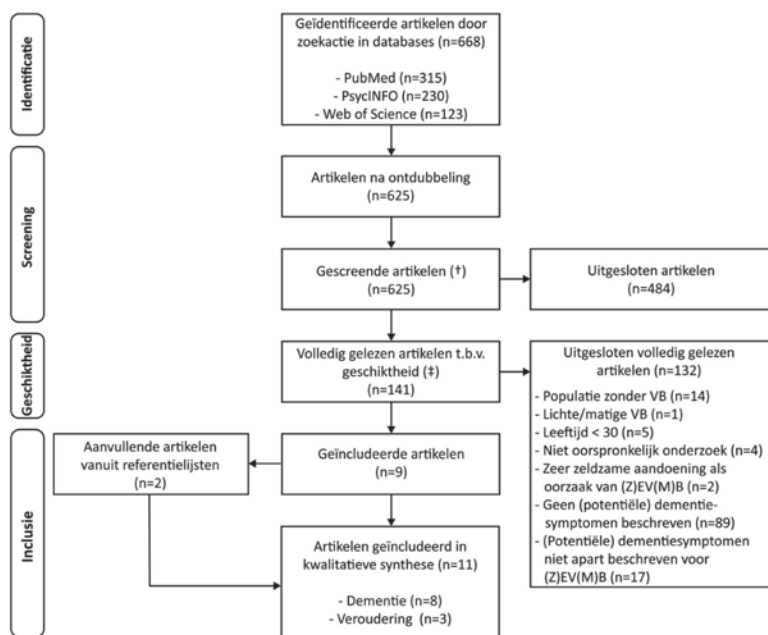 Identificatie
Geïdentificeerde artikelen door
zoekactie in databases (n=668)
- PubMed (n=315)
- PsycINFO (n=230)
- Web of Science (n=123)
Screening
Artikelen na ontdubbeling
(n=625)
Gescreende artikelen (†)
(n=625)
Uitgesloten artikelen
(n=484)
Geschiktheid
Volledig gelezen artikelen t.b.v.
geschiktheid (‡)
(n=141)
Uitgesloten volledig gelezen
artikelen (n=132)
- Populatie zonder VB (n=14)
- Lichte/matige VB (n=1)
- Leeftijd < 30 (n=5)
- Niet oorspronkelijk onderzoek (n=4)
- Zeer zeldzame aandoening als
oorzaak van (Z)EV(M)B (n=2)
- Geen (potentiële) dementie-
symptomen beschreven (n=89)
- (Potentiële) dementiesymptomen
niet apart beschreven voor
(Z)EV(M)B (n=17)
Inclusie
Aanvullende artikelen
vanuit referentielijsten
(n=2)
Geïncludeerde artikelen
(n=9)
Artikelen geïncludeerd in
kwalitatieve synthese (n=11)
- Dementie (n=8)
- Veroudering (n=3)